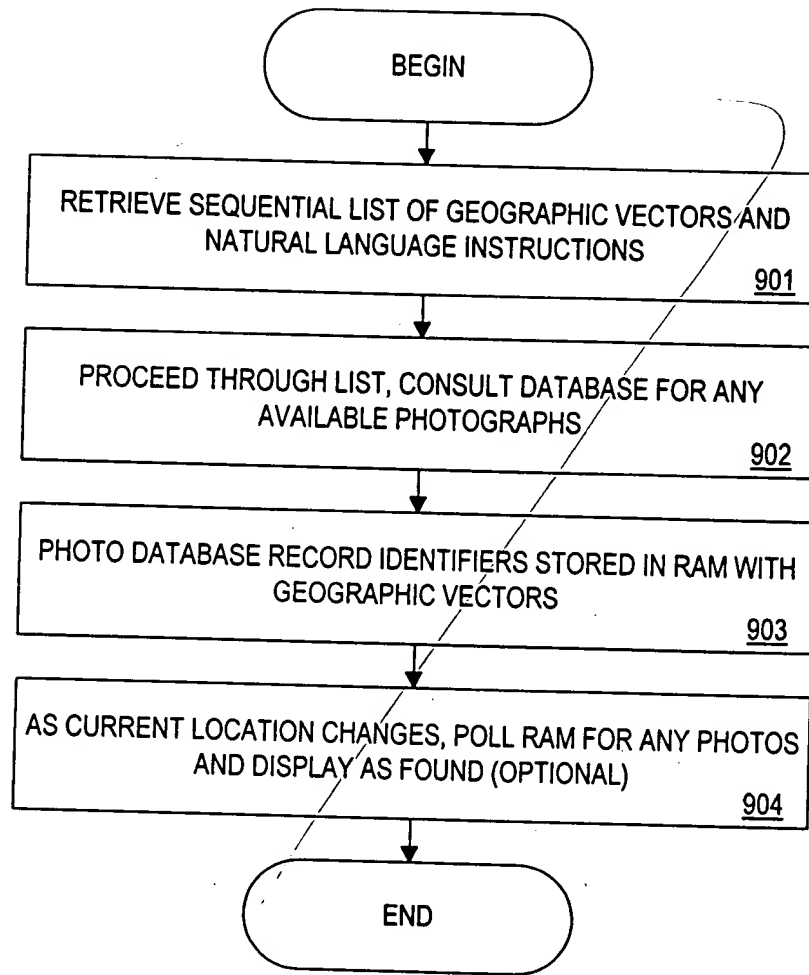 BEGIN
RETRIEVE SEQUENTIAL LIST OF GEOGRAPHIC VECTORS AND
NATURAL LANGUAGE INSTRUCTIONS
901
PROCEED THROUGH LIST, CONSULT DATABASE FOR ANY
AVAILABLE PHOTOGRAPHS
902
PHOTO DATABASE RECORD IDENTIFIERS STORED IN RAM WITH
GEOGRAPHIC VECTORS
903
AS CURRENT LOCATION CHANGES, POLL RAM FOR ANY PHOTOS
AND DISPLAY AS FOUND (OPTIONAL)
904
END